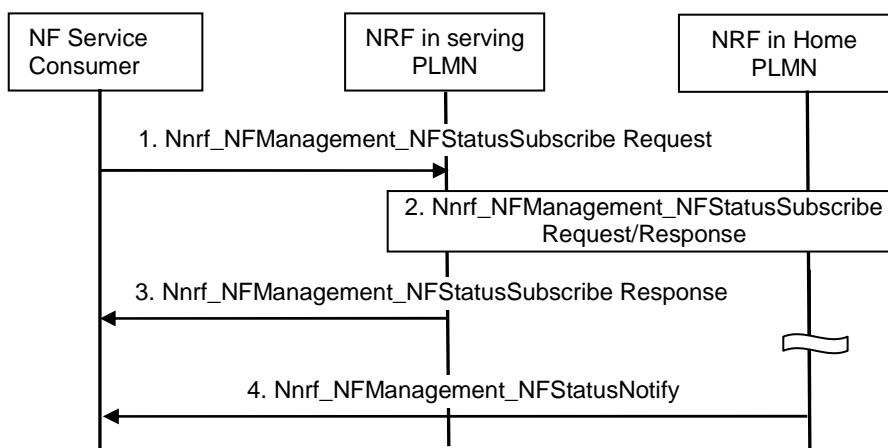 NF Service
Consumer
NRF in serving
PLMN
NRF in Home
PLMN
1. Nnrf_NFManagement_NFStatusSubscribe Request
2. Nnrf_NFManagement_NFStatusSubscribe
Request/Response
3. Nnrf_NFManagement_NFStatusSubscribe Response
4. Nnrf_NFManagement_NFStatusNotify